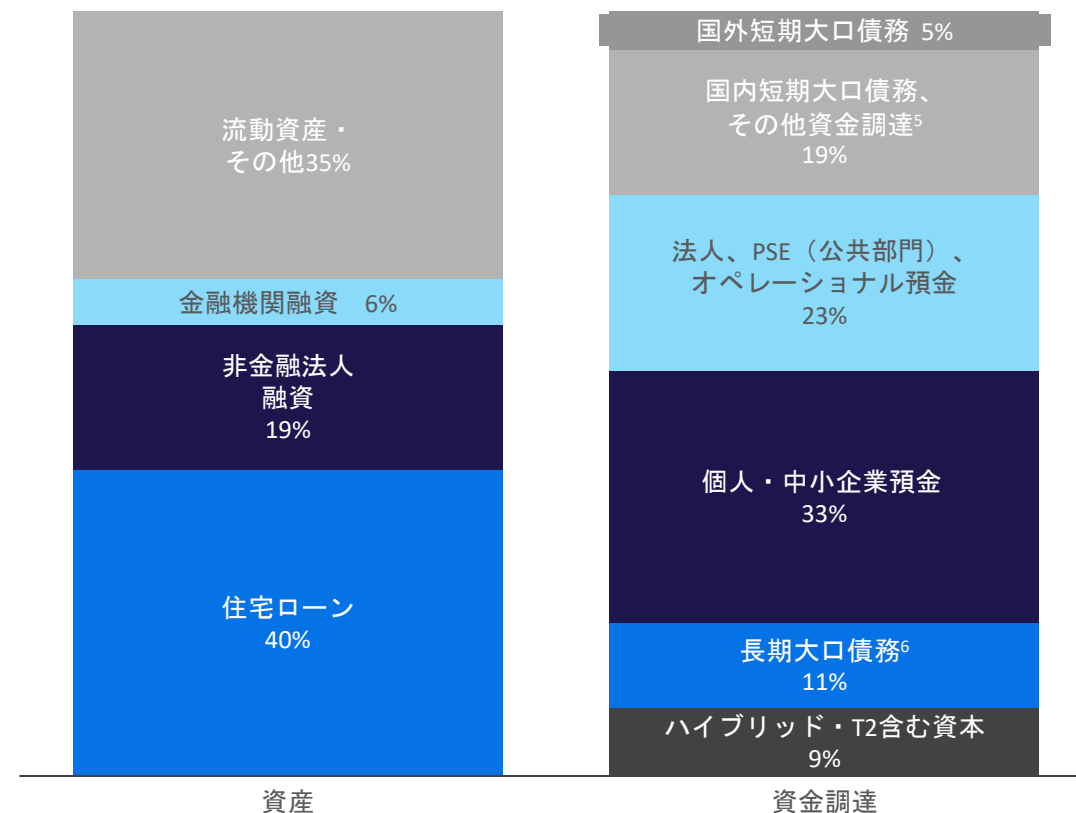 流動資産・
その他35%
金融機関融資 6%
非金融法人
融資
19%
住宅ローン
40%
資産
国外短期大口債務 5%
国内短期大口債務、
その他資金調達5
19%
法人、PSE（公共部門）、
オペレーショナル預金
23%
個人・中小企業預金
33%
長期大口債務6
11%
ハイブリッド・T2含む資本
9%
資金調達